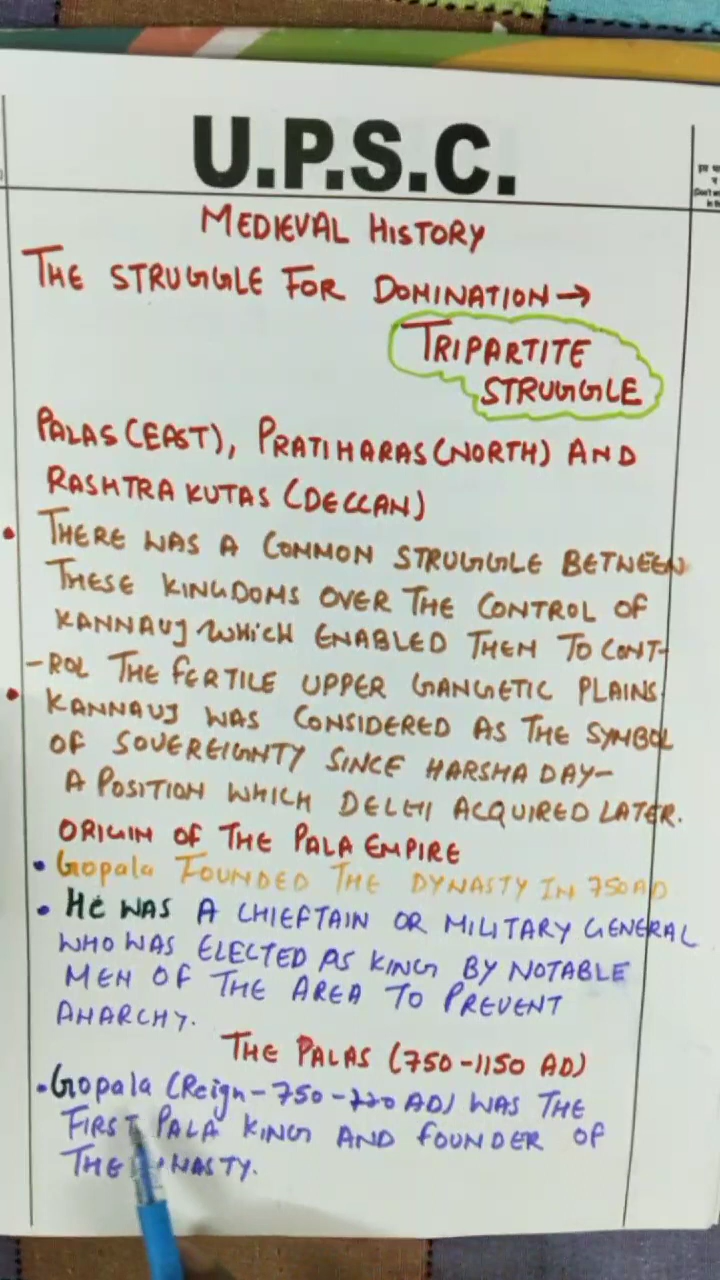 U.P.S.C.
MEDIEVAL HISTORY
THE STRUGGLE FOR DOMINATION →
TRIPARTITE
STRUGGLE
PALAS (EAST), PRATIHARAS (NORTH) AND
RASHTRAKUTAS (DECCAN)
• THERE WAS A COMMON STRUGGLE BETWEEN
THESE KINGDOMS OVER THE CONTROL OF
KANNAUJ WHICH ENABLED THEM TO CONT-
-ROL THE FERTILE UPPER GANGETIC PLAINS.
• KANNAUJ WAS CONSIDERED AS THE SYMBOL
OF SOVEREIGNTY SINCE HARSHA DAY-
A POSITION WHICH DELHI ACQUIRED LATER.
ORIGIN OF THE PALA EMPIRE
• Gopala FOUNDED THE DYNASTY IN 750AD
• HE WAS A CHIEFTAIN OR MILITARY GENERAL
WHO WAS ELECTED AS KING BY NOTABLE
MEN OF THE AREA TO PREVENT
ANARCHY.
THE PALAS (750-1150 AD)
• Gopala (Reign-750-770 AD) WAS THE
FIRST PALA KING AND FOUNDER OF
THE DYNASTY.